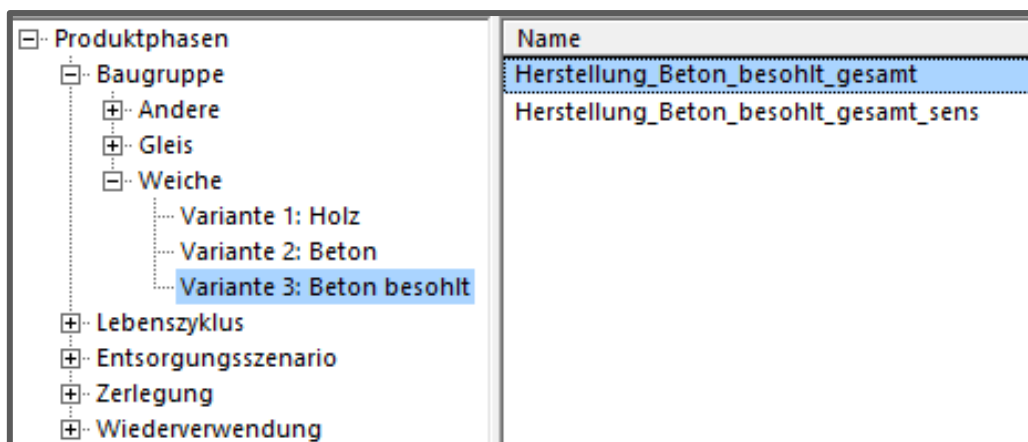 Produktphasen
Baugruppe
Andere
Gleis
Weiche
Variante 1: Holz
Variante 2: Beton
Variante 3: Beton besohlt
Lebenszyklus
Entsorgungsszenario
Zerlegung
Wiederverwendung
Name
Herstellung_Beton_besohlt_gesamt
Herstellung_Beton_besohlt_gesamt_sens